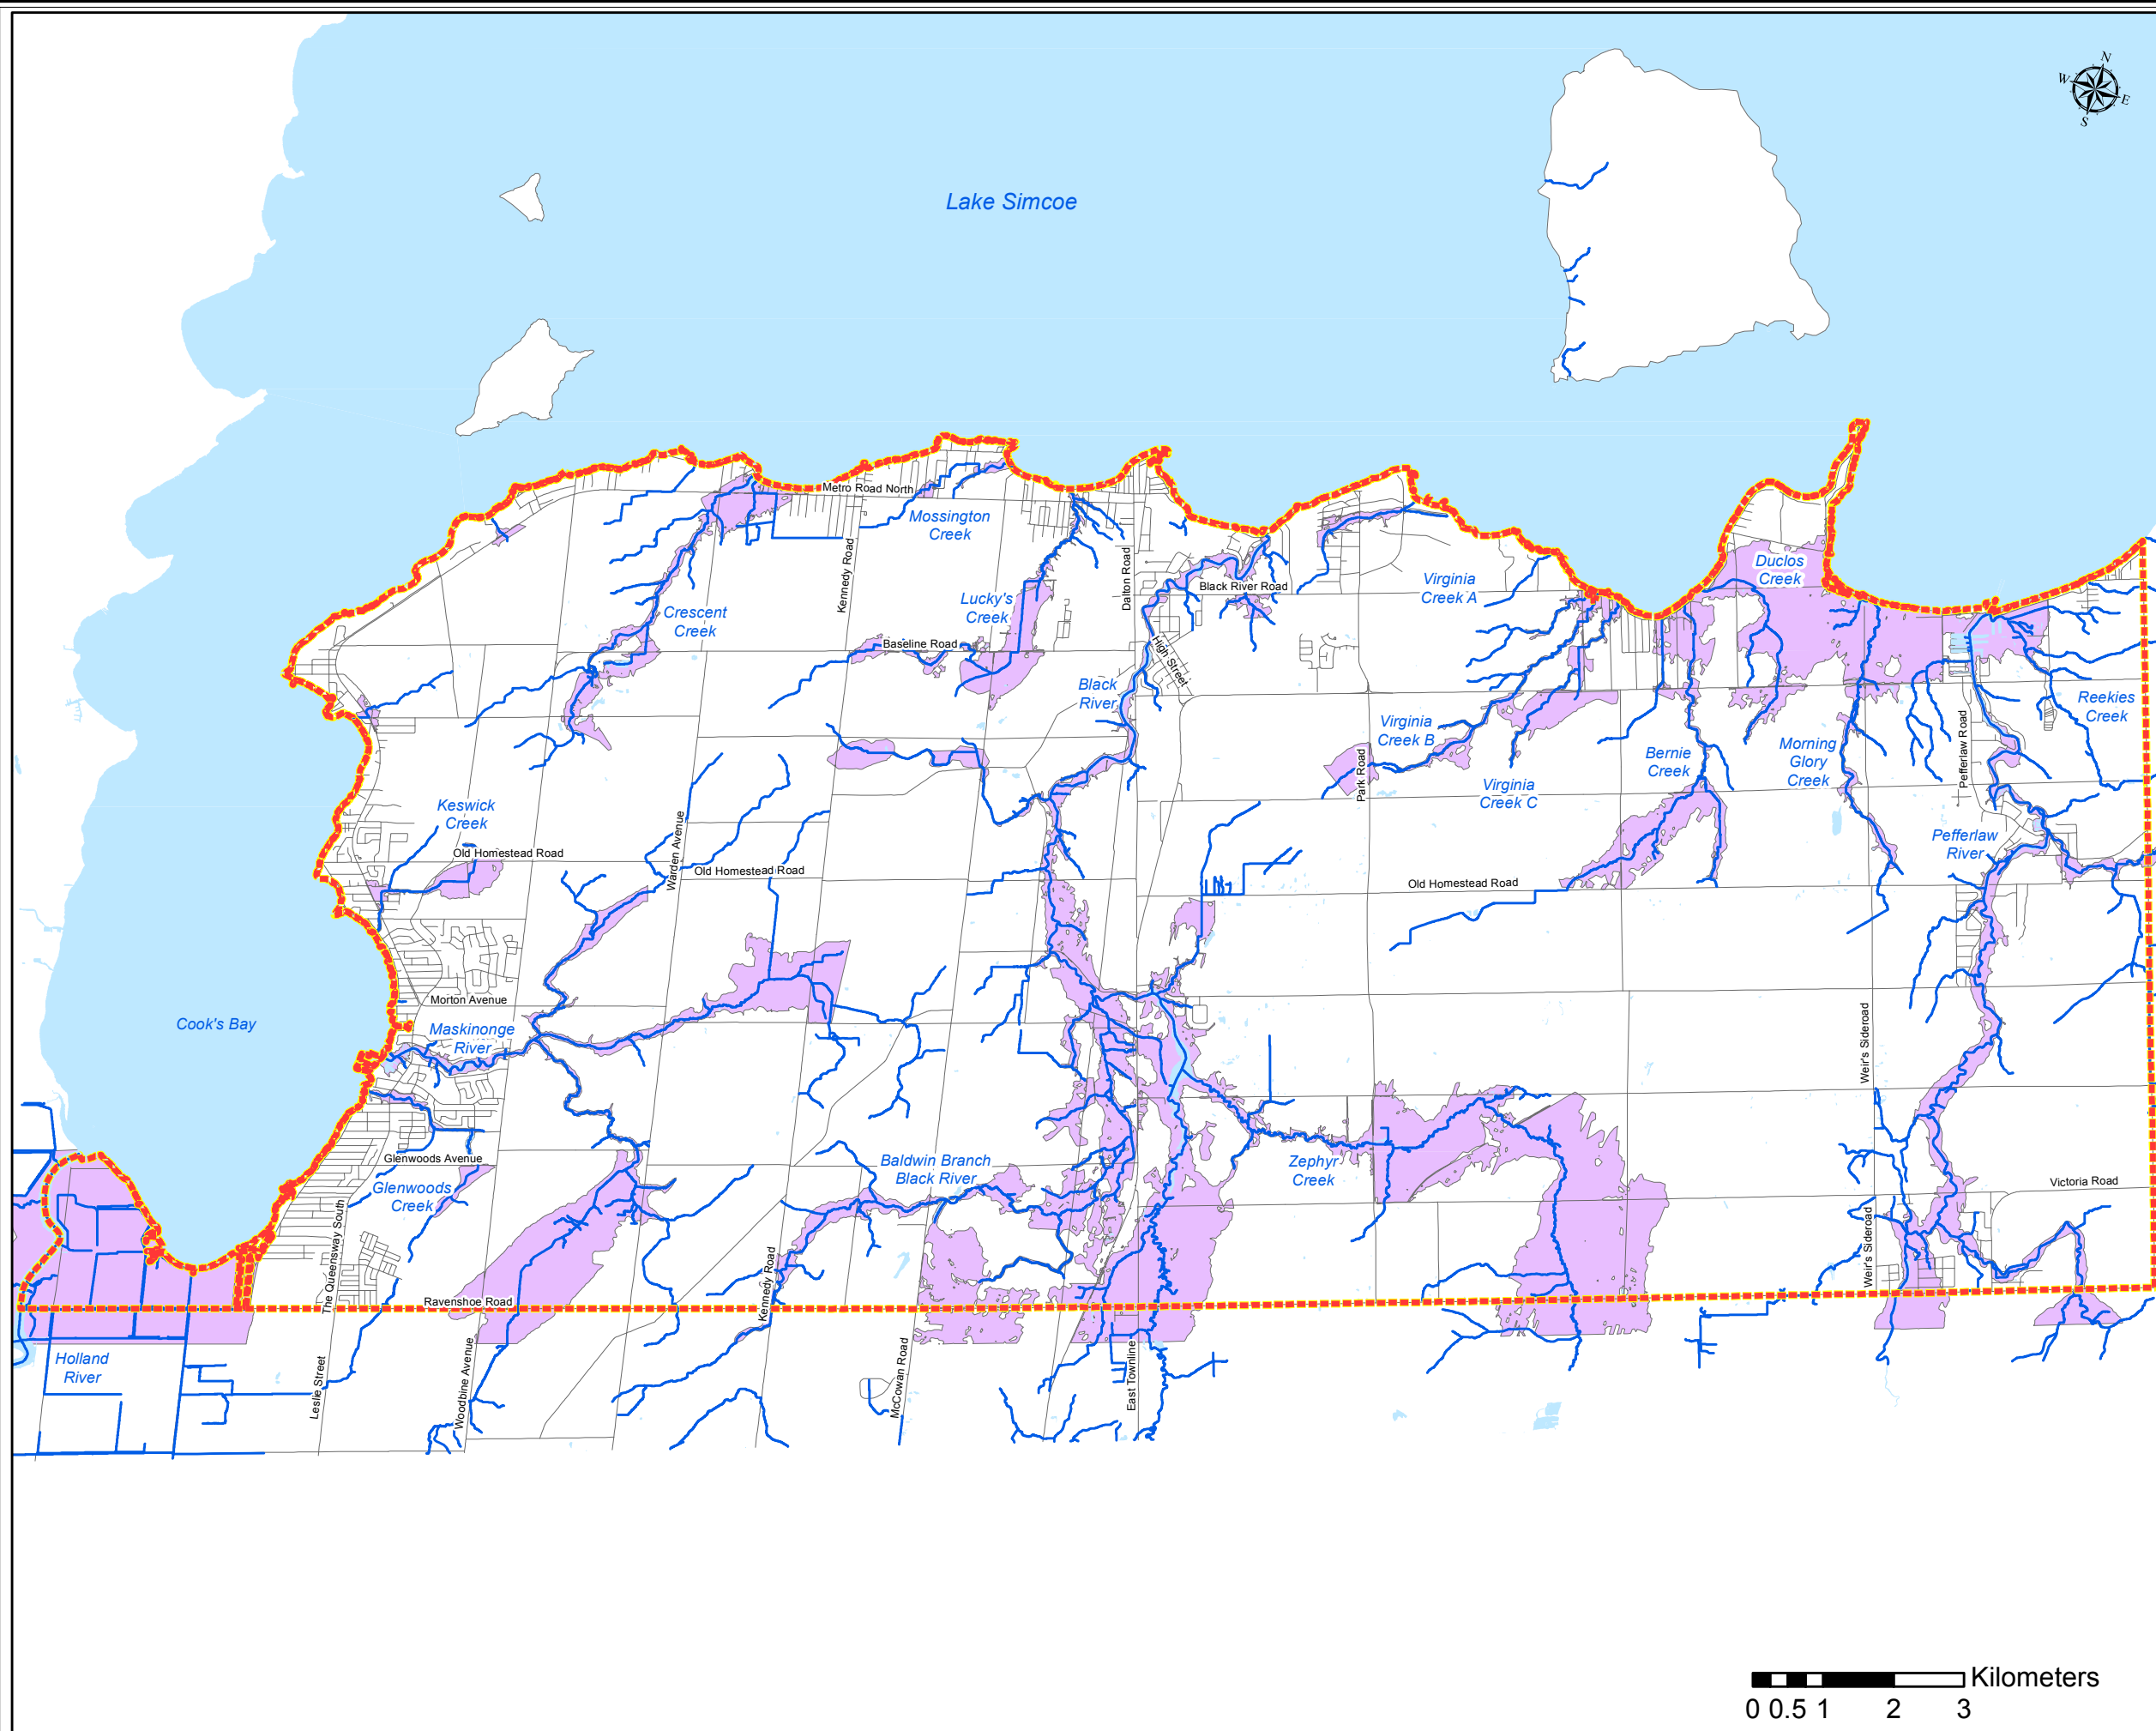 N
W
E
S
Lake Simcoe
Metro Road North
Mossington
Creek
Kennedy Road
Dalton Road
Duclos
Creek
Virginia
Creek A
Black River Road
Lucky's
Creek
Crescent
Creek
Baseline Road
High Street
Black
River
Reekies
Creek
Virginia
Creek B
Park Road
Bernie
Creek
Morning
Glory
Creek
Pefferlaw Road
Virginia
Creek C
Keswick
Creek
Warden Avenue
Pefferlaw
River
Old Homestead Road
Old Homestead Road
Old Homestead Road
Morton Avenue
Cook's Bay
Maskinonge
River
Weir's Sideroad
Glenwoods Avenue
Baldwin Branch
Black River
Zephyr
Creek
Glenwoods
Creek
Victoria Road
The Queensway South
Weir's Sideroad
Kennedy Road
Ravenshoe Road
Holland
River
Leslie Street
Woodbine Avenue
McCowan Road
East Townline
Kilometers
0 0.5 1 2 3